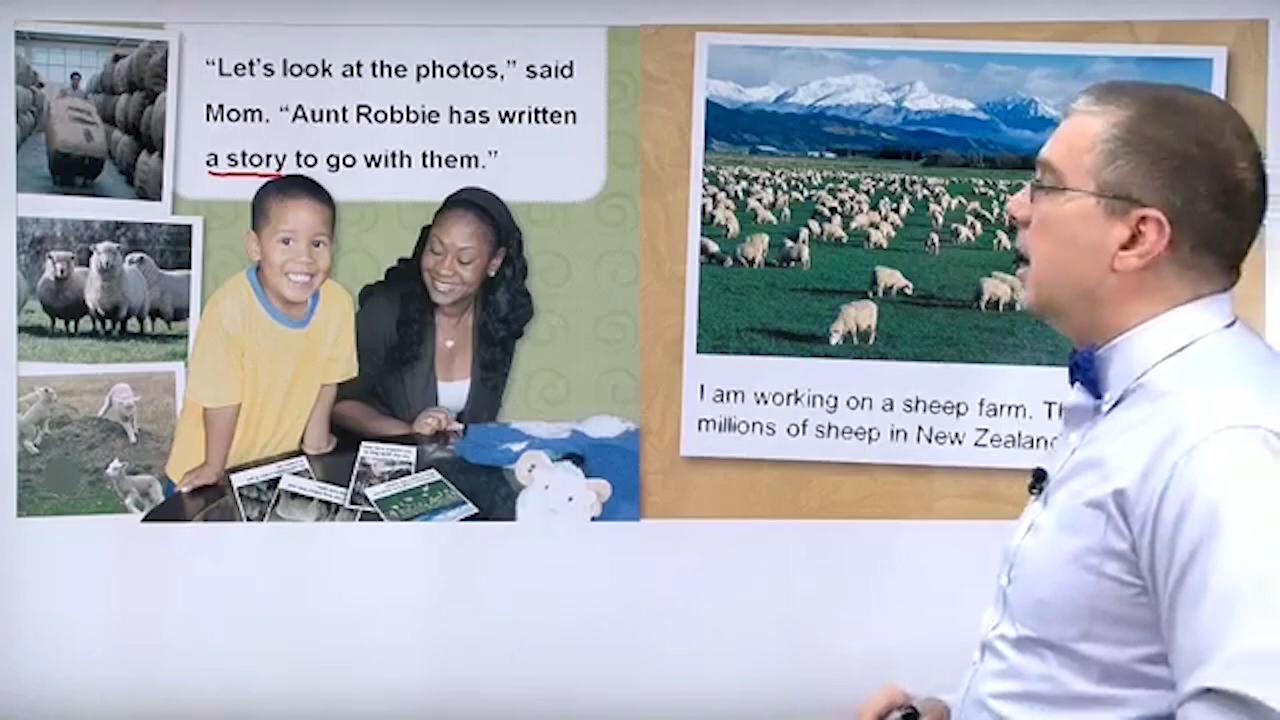 “Let’s look at the photos,” said
Mom. “Aunt Robbie has written
a story to go with them.”
I am working on a sheep farm.
millions of sheep in New